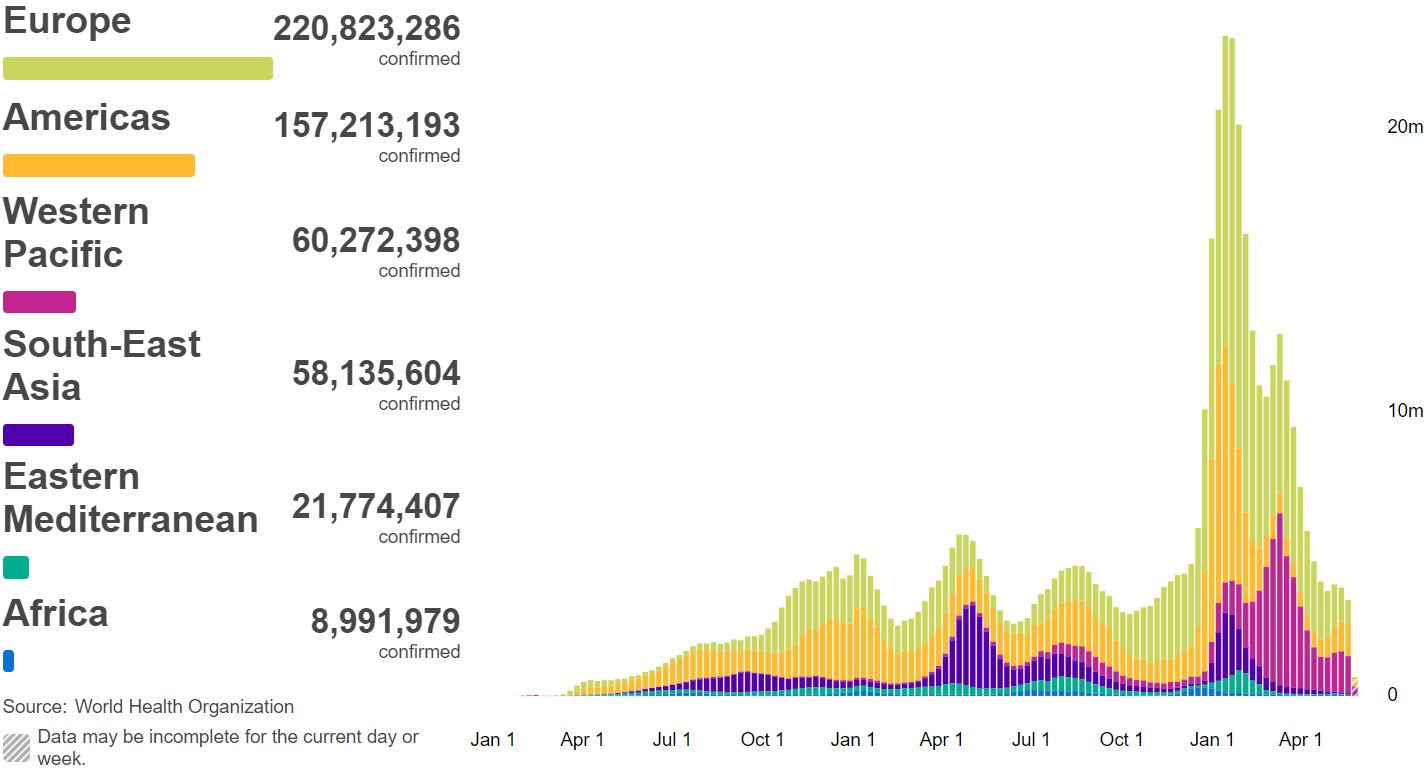 Europe
220,823,286
confirmed
Americas
157,213,193
confirmed
Western
Pacific
60,272,398
confirmed
South-East
Asia
58,135,604
confirmed
Eastern
Mediterranean
21,774,407
confirmed
Africa
8,991,979
confirmed
Source: World Health Organization
Data may be incomplete for the current day or
week.
20m
10m
0
Jan 1 Apr 1 Jul 1 Oct 1 Jan 1 Apr 1 Jul 1 Oct 1 Jan 1 Apr 1